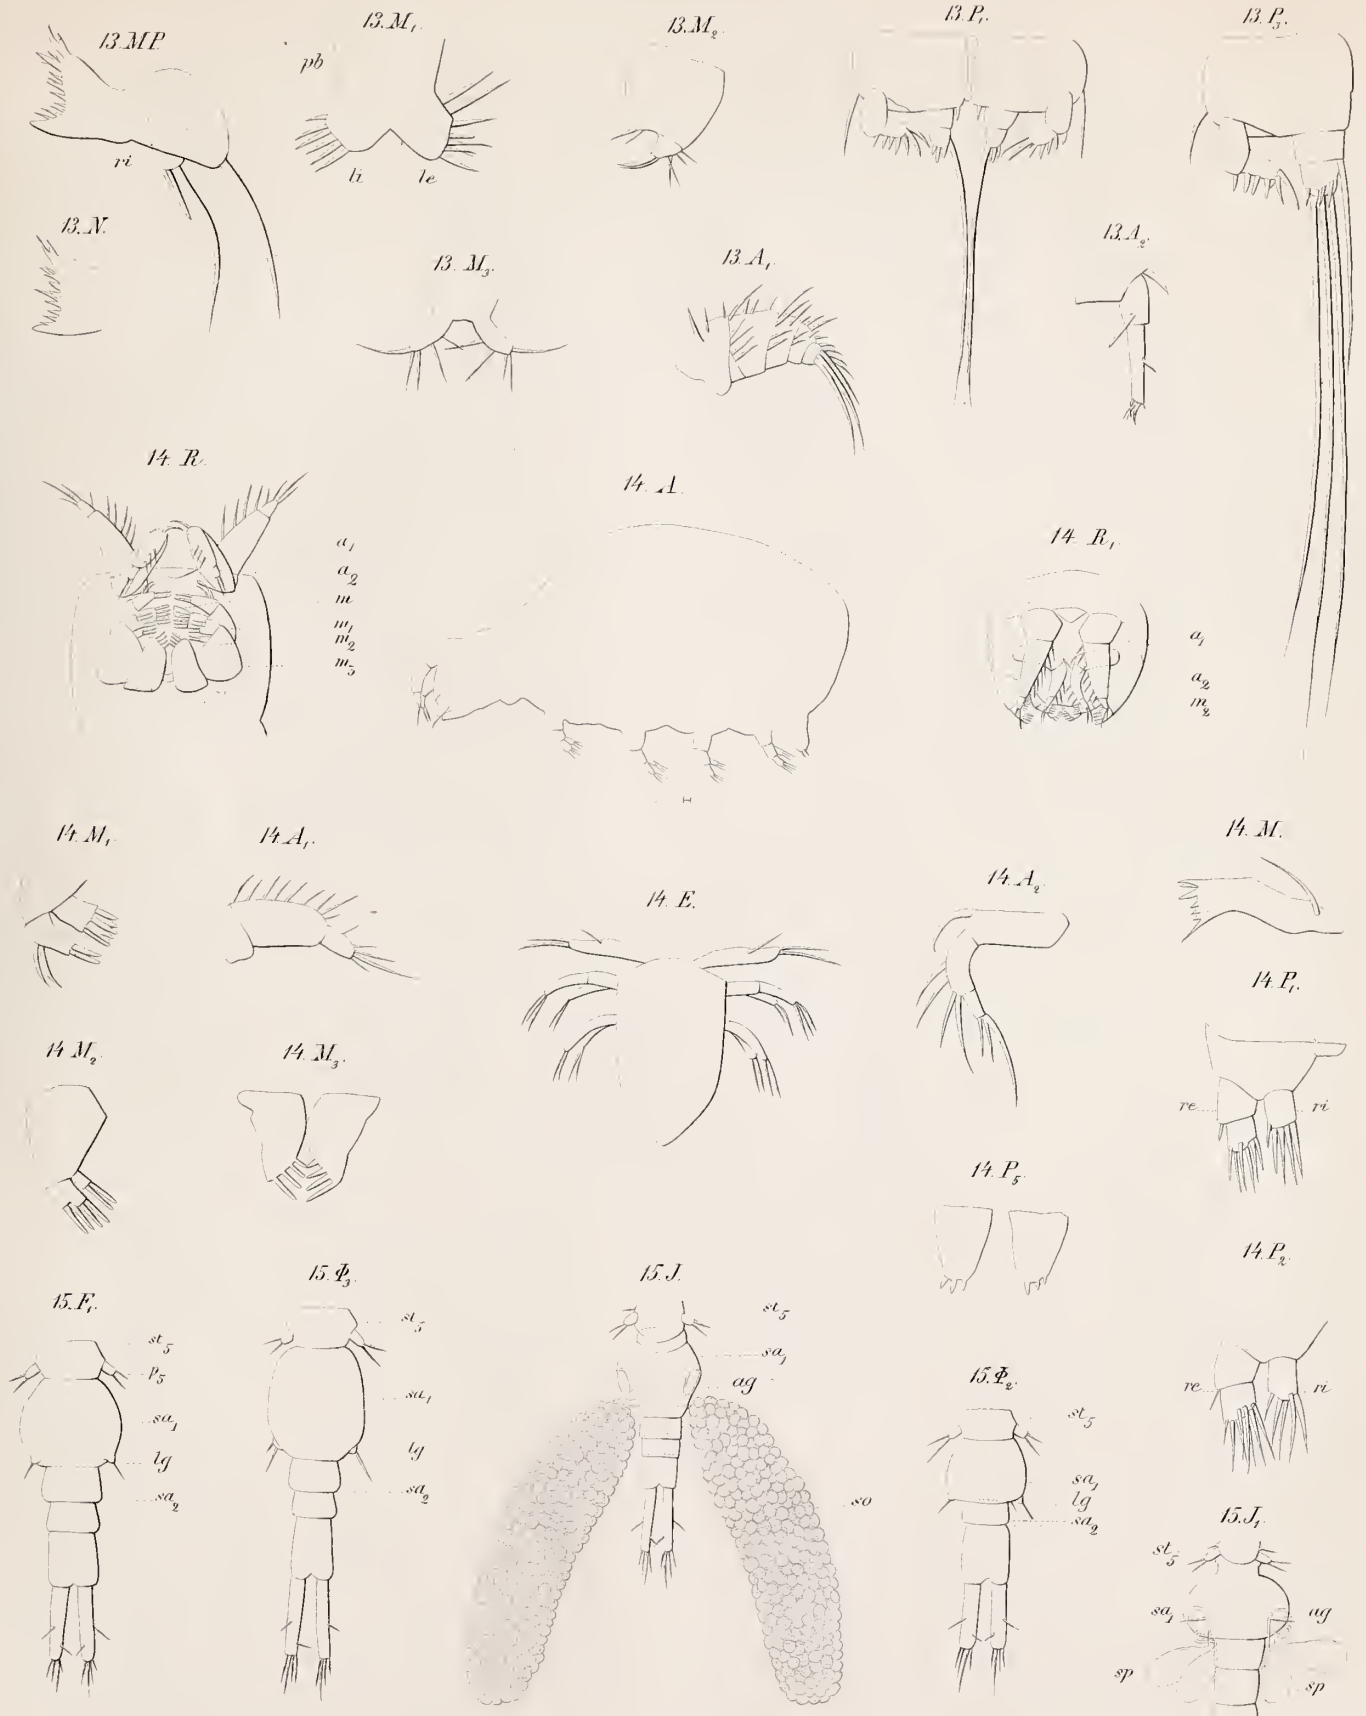 13.MP.
13.M₁.
13.M₂.
13.P₁.
13.P₃.
pb
ri
li
le
13.N.
13.M₃.
13.A₁.
13.A₂.
14.R.
14.A.
14.R₁.
a₁
a₂
m
m₁
m₂
m₃
a₁
a₂
m₂
14.M₁.
14.A₁.
14.E.
14.A₂.
14.M.
14.P₁.
14.M₂.
14.M₃.
re
ri
14.P₅.
14.P₂.
15.F₁.
15.Φ₃.
15.J.
15.Φ₂.
st₅
p₅
sa₁
lg
sa₂
st₅
sa₁
lg
sa₂
st₅
sa₁
ag
so
st₅
sa₁
lg
sa₂
re
ri
15.J₁.
st₅
sa₁
ag
sp
sp